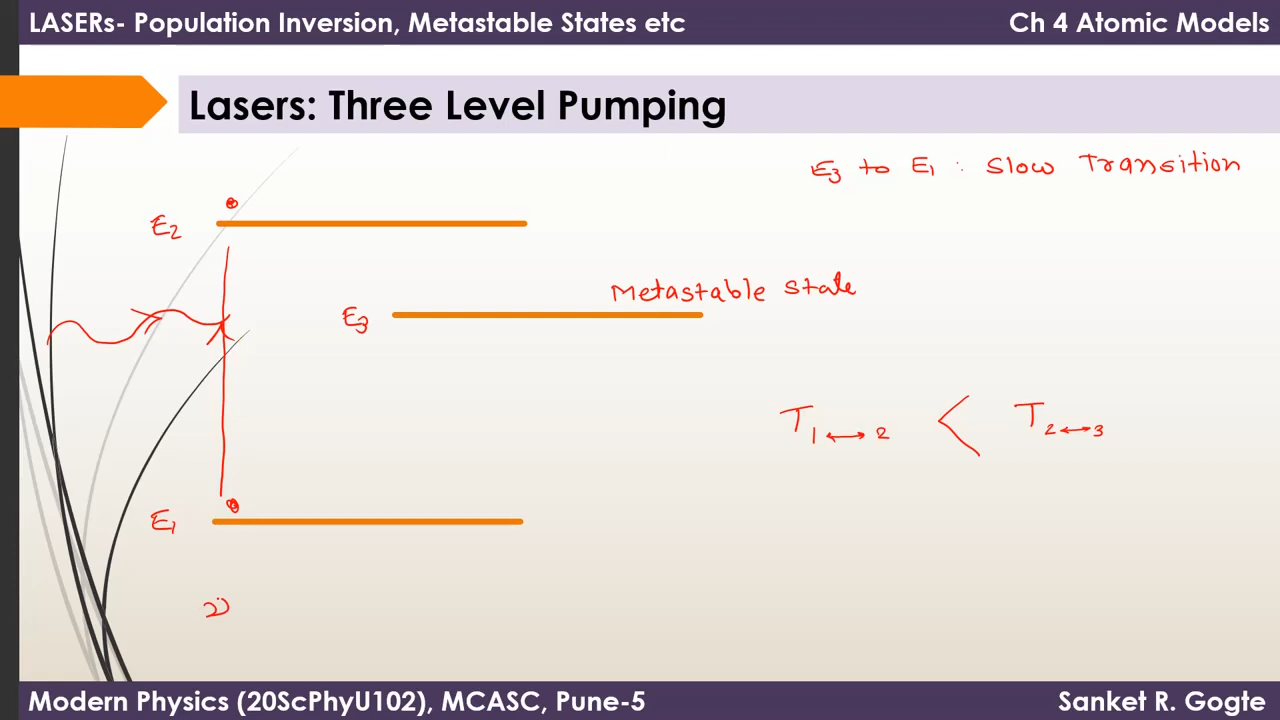 LASERs- Population Inversion, Metastable States etc
Ch 4 Atomic Models
Lasers: Three Level Pumping
E3 to E1 : Slow Transition
E2
Metastable State
E3
T1↔2 < T2↔3
E1
Modern Physics (20ScPhyU102), MCASC, Pune-5
Sanket R. Gogte